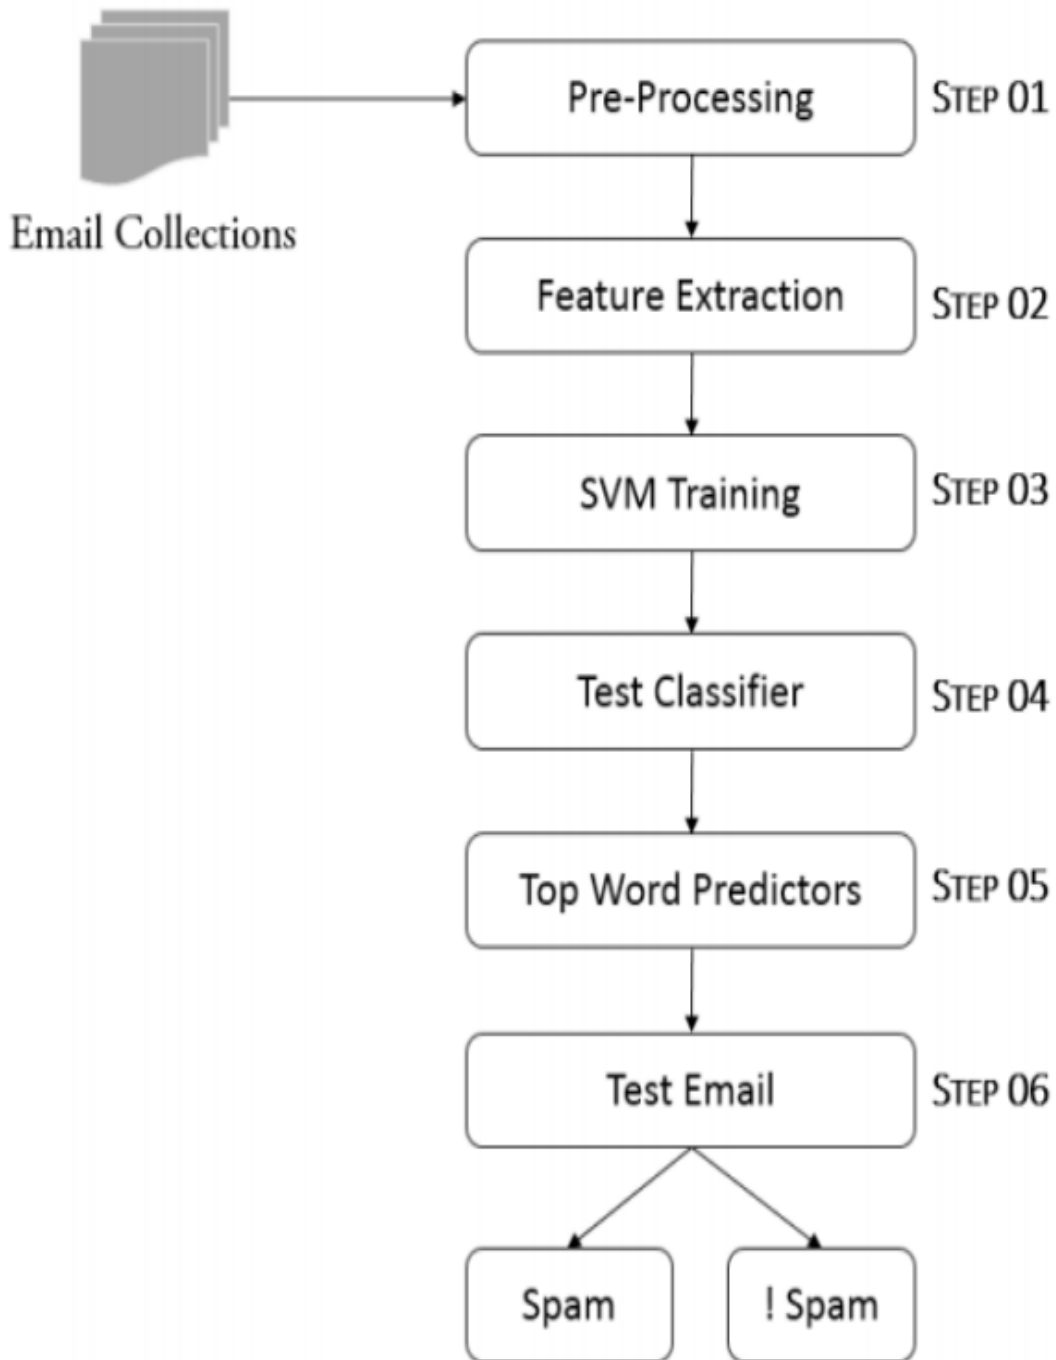 Pre-Processing
STEP 01
Email Collections
Feature Extraction
STEP 02
SVM Training
STEP 03
Test Classifier
STEP 04
Top Word Predictors
STEP 05
Test Email
STEP 06
Spam
! Spam